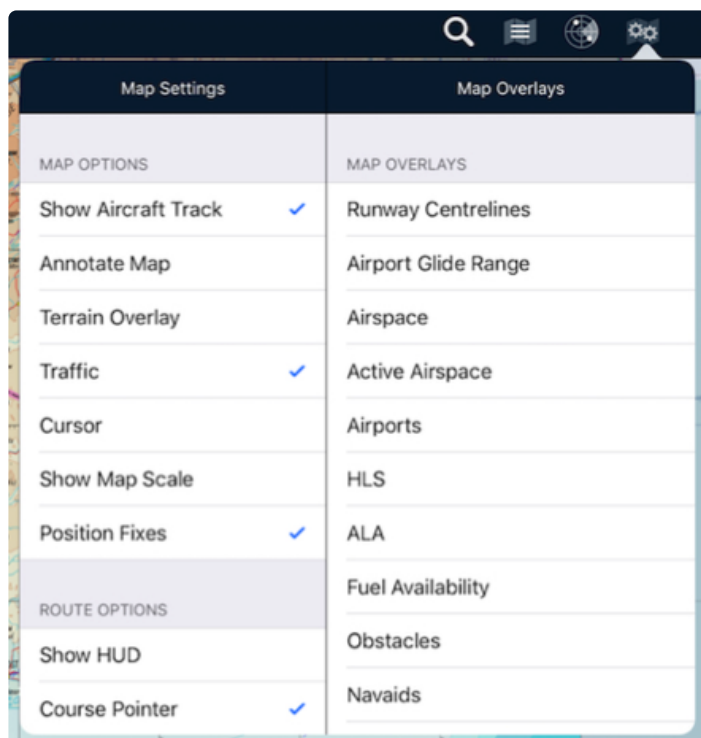 Map Settings
Map Overlays
MAP OPTIONS
Show Aircraft Track
Annotate Map
Terrain Overlay
Traffic
Cursor
Show Map Scale
Position Fixes
ROUTE OPTIONS
Show HUD
Course Pointer
MAP OVERLAYS
Runway Centrelines
Airport Glide Range
Airspace
Active Airspace
Airports
HLS
ALA
Fuel Availability
Obstacles
Navaids